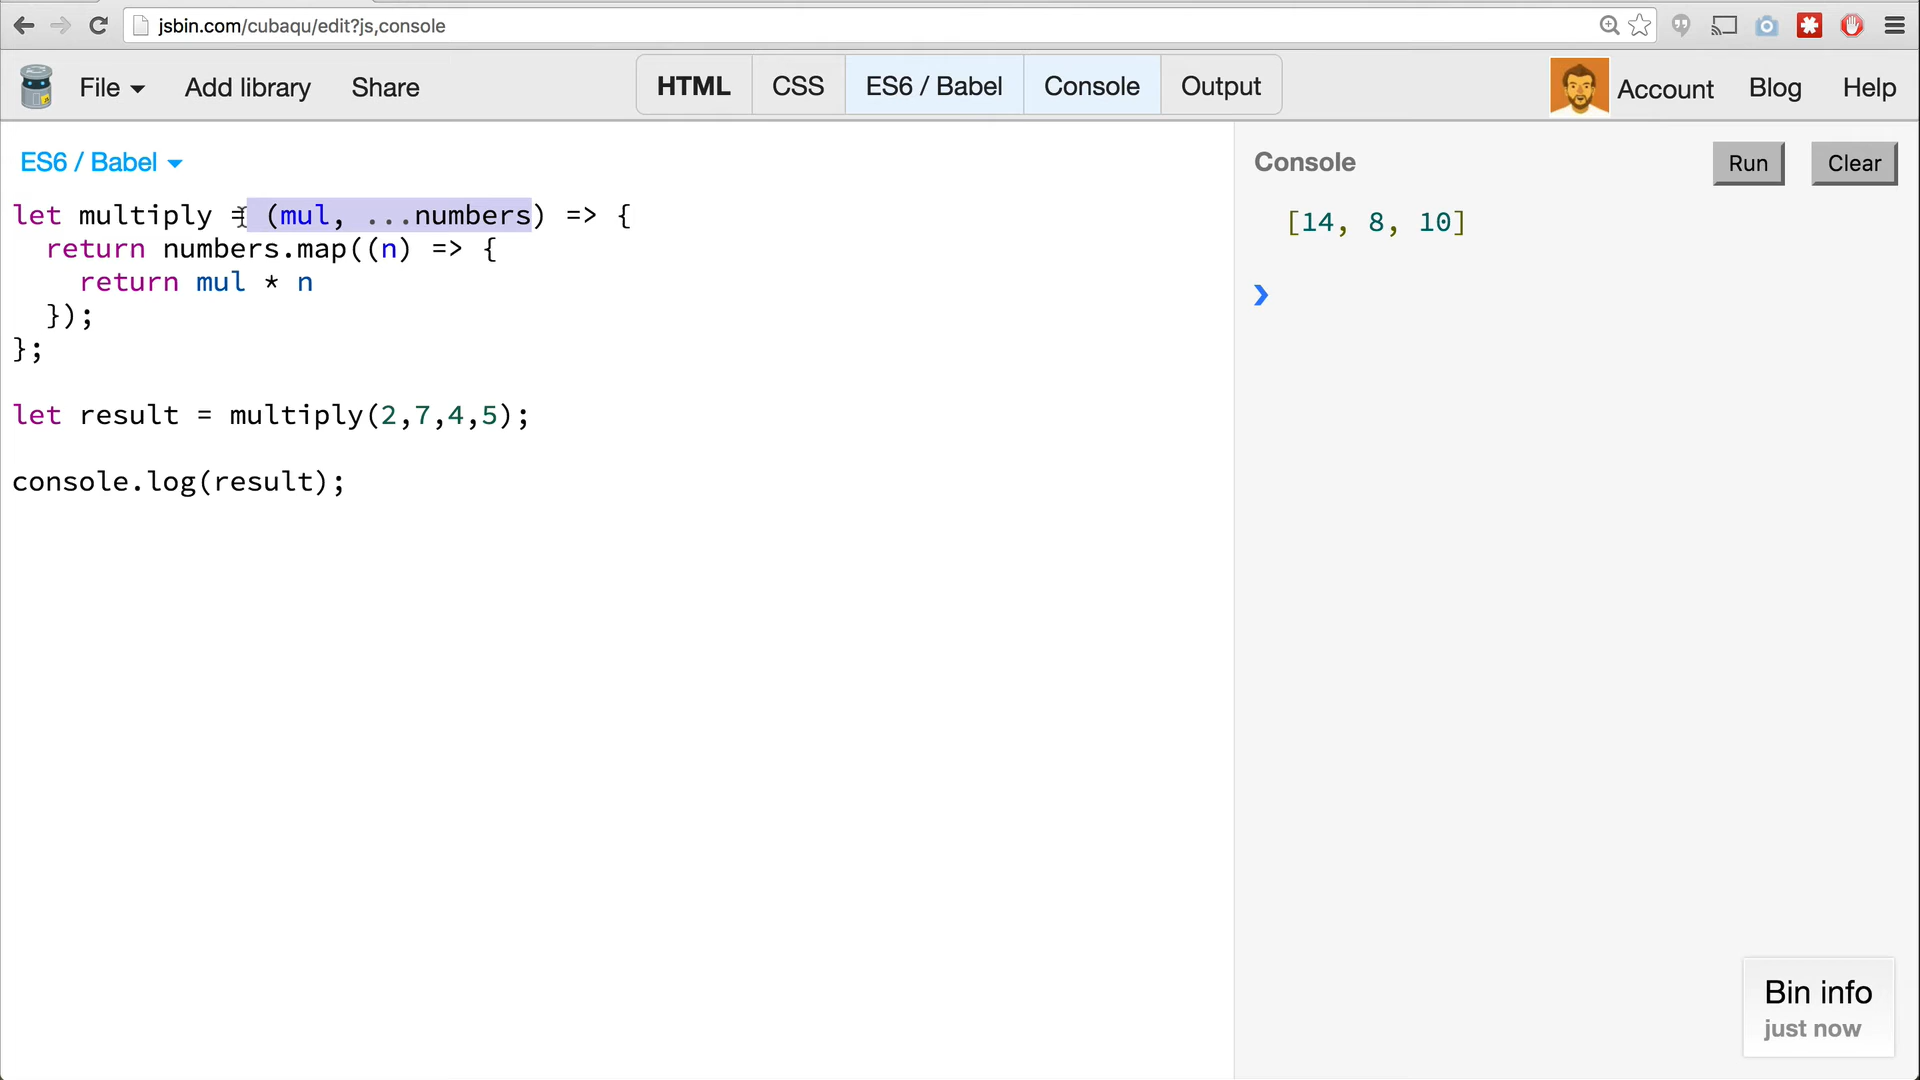 jsbin.com/cubaqu/edit?js,console
File Add library Share HTML CSS ES6 / Babel Console Output Account Blog Help
ES6 / Babel
let multiply = (mul, ...numbers) => {
  return numbers.map((n) => {
    return mul * n
  });
};
let result = multiply(2,7,4,5);
console.log(result);
Console Run Clear
[14, 8, 10]
Bin info
just now